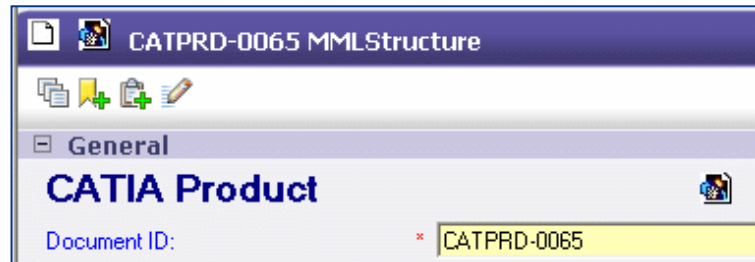 CATPRD-0065 MMLStructure
General
CATIA Product
Document ID: * CATPRD-0065